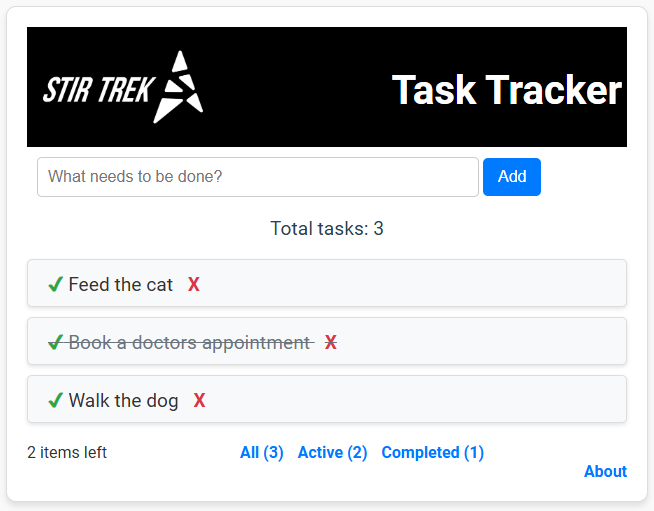 STIR TREK
Task Tracker
What needs to be done?
Add
Total tasks: 3
✔ Feed the cat X
✔ Book a doctors appointment X
✔ Walk the dog X
2 items left All (3) Active (2) Completed (1)
About